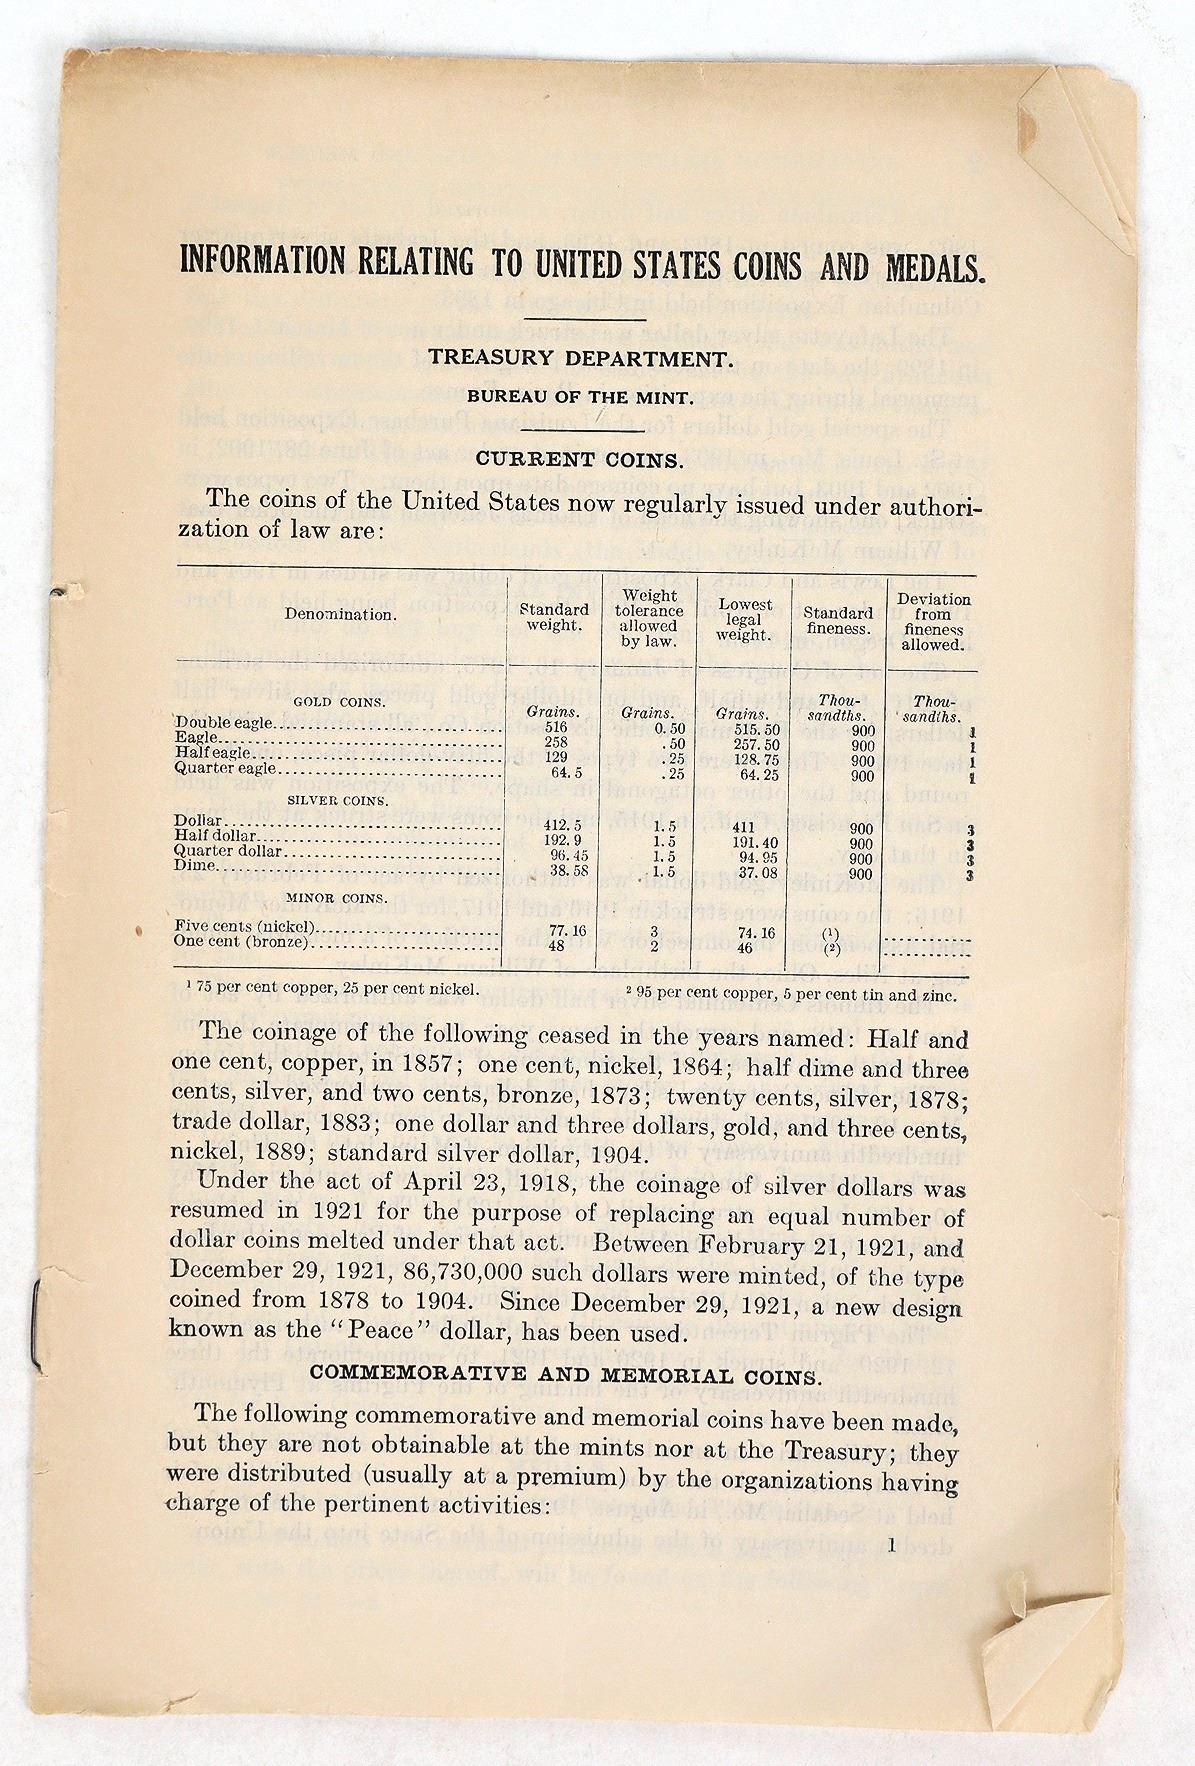 INFORMATION RELATING TO UNITED STATES COINS AND MEDALS.
TREASURY DEPARTMENT.
BUREAU OF THE MINT.
CURRENT COINS.
The coins of the United States now regularly issued under authori-
zation of law are:
Denomination. Standard weight. Weight tolerance allowed by law. Lowest legal weight. Standard fineness. Deviation from fineness allowed.
GOLD COINS. Grains. Grains. Grains. Thou-sandths. Thou-sandths.
Double eagle 516 0.50 515.50 900 1
Eagle 258 .50 257.50 900 1
Half eagle 129 .25 128.75 900 1
Quarter eagle 64.5 .25 64.25 900 1
SILVER COINS.
Dollar 412.5 1.5 411 900 3
Half dollar 192.9 1.5 191.40 900 3
Quarter dollar 96.45 1.5 94.95 900 3
Dime 38.58 1.5 37.08 900 3
MINOR COINS.
Five cents (nickel) 77.16 3 74.16 (1)
One cent (bronze) 48 2 46 (2)
1 75 per cent copper, 25 per cent nickel. 2 95 per cent copper, 5 per cent tin and zinc.
The coinage of the following ceased in the years named: Half and
one cent, copper, in 1857; one cent, nickel, 1864; half dime and three
cents, silver, and two cents, bronze, 1873; twenty cents, silver, 1878;
trade dollar, 1883; one dollar and three dollars, gold, and three cents,
nickel, 1889; standard silver dollar, 1904.
Under the act of April 23, 1918, the coinage of silver dollars was
resumed in 1921 for the purpose of replacing an equal number of
dollar coins melted under that act. Between February 21, 1921, and
December 29, 1921, 86,730,000 such dollars were minted, of the type
coined from 1878 to 1904. Since December 29, 1921, a new design
known as the "Peace" dollar, has been used.
COMMEMORATIVE AND MEMORIAL COINS.
The following commemorative and memorial coins have been made,
but they are not obtainable at the mints nor at the Treasury; they
were distributed (usually at a premium) by the organizations having
charge of the pertinent activities:
1